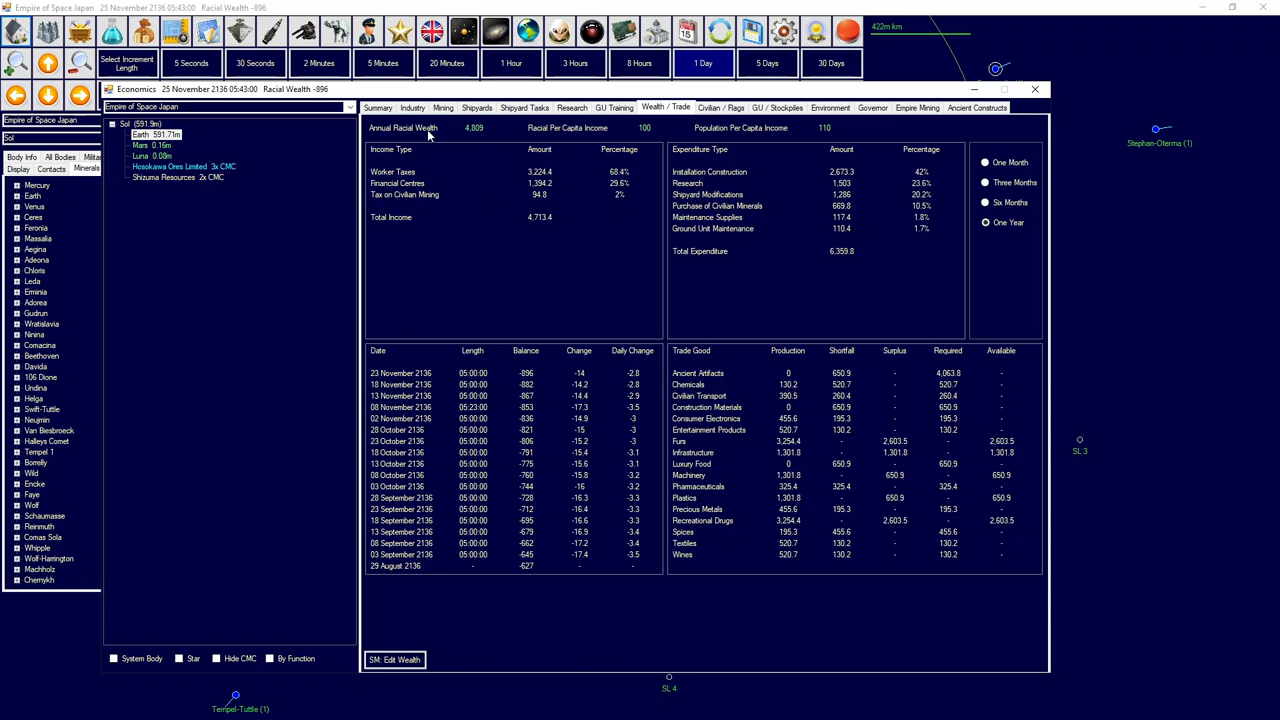 Empire of Space Japan   25 November 2136 05:43:00   Racial Wealth -896
Select Increment Length
5 Seconds
30 Seconds
2 Minutes
5 Minutes
20 Minutes
1 Hour
3 Hours
8 Hours
1 Day
5 Days
30 Days
422m km
Economics   25 November 2136 05:43:00   Racial Wealth -896
Empire of Space Japan
Sol
Body Info All Bodies
Display Contacts Minerals
Mercury
Earth
Venus
Ceres
Feronia
Massalia
Aegina
Adeona
Chloris
Leda
Erminia
Adorea
Gudrun
Wratislavia
Ninina
Comacina
Beethoven
Davida
106 Dione
Undina
Helga
Swift-Tuttle
Neujmin
Van Biesbroeck
Halleys Comet
Tempel 1
Borrelly
Wild
Encke
Faye
Wolf
Schaumasse
Reinmuth
Comas Sola
Whipple
Wolf-Harrington
Machholz
Chernykh
Empire of Space Japan
Sol (591.9m)
Earth 591.71m
Mars 0.16m
Luna 0.08m
Hosokawa Ores Limited 3x CMC
Shizuma Resources 2x CMC
System Body Star Hide CMC By Function
Summary Industry Mining Shipyards Shipyard Tasks Research GU Training Wealth / Trade Civilian / Flags GU / Stockpiles Environment Governor Empire Mining Ancient Constructs
Annual Racial Wealth 4,809 Racial Per Capita Income 100 Population Per Capita Income 110
Income Type Amount Percentage
Worker Taxes 3,224.4 68.4%
Financial Centres 1,394.2 29.6%
Tax on Civilian Mining 94.8 2%
Total Income 4,713.4
Expenditure Type Amount Percentage
Installation Construction 2,673.3 42%
Research 1,503 23.6%
Shipyard Modifications 1,286 20.2%
Purchase of Civilian Minerals 669.8 10.5%
Maintenance Supplies 117.4 1.8%
Ground Unit Maintenance 110.4 1.7%
Total Expenditure 6,359.8
One Month
Three Months
Six Months
One Year
Date Length Balance Change Daily Change
23 November 2136 05:00:00 -896 -14 -2.8
18 November 2136 05:00:00 -882 -14.2 -2.8
13 November 2136 05:00:00 -867 -14.4 -2.9
08 November 2136 05:23:00 -853 -17.3 -3.5
02 November 2136 05:00:00 -836 -14.9 -3
28 October 2136 05:00:00 -821 -15 -3
23 October 2136 05:00:00 -806 -15.2 -3
18 October 2136 05:00:00 -791 -15.4 -3.1
13 October 2136 05:00:00 -775 -15.6 -3.1
08 October 2136 05:00:00 -760 -15.8 -3.2
03 October 2136 05:00:00 -744 -16 -3.2
28 September 2136 05:00:00 -728 -16.3 -3.3
23 September 2136 05:00:00 -712 -16.4 -3.3
18 September 2136 05:00:00 -695 -16.6 -3.3
13 September 2136 05:00:00 -679 -16.9 -3.4
08 September 2136 05:00:00 -662 -17.2 -3.4
03 September 2136 05:00:00 -645 -17.4 -3.5
29 August 2136 - -627 - -
Trade Good Production Shortfall Surplus Required Available
Ancient Artifacts 0 650.9 - 4,063.8 -
Chemicals 130.2 520.7 - 520.7 -
Civilian Transport 390.5 260.4 - 260.4 -
Construction Materials 0 650.9 - 650.9 -
Consumer Electronics 455.6 195.3 - 195.3 -
Entertainment Products 520.7 130.2 - 130.2 -
Furs 3,254.4 - 2,603.5 - 2,603.5
Infrastructure 1,301.8 - 1,301.8 - 1,301.8
Luxury Food 0 650.9 - 650.9 -
Machinery 1,301.8 - 650.9 - 650.9
Pharmaceuticals 325.4 325.4 - 325.4 -
Plastics 1,301.8 - 650.9 - 650.9
Precious Metals 455.6 195.3 - 195.3 -
Recreational Drugs 3,254.4 - 2,603.5 - 2,603.5
Spices 195.3 455.6 - 455.6 -
Textiles 520.7 130.2 - 130.2 -
Wines 520.7 130.2 - 130.2 -
SM: Edit Wealth
Stephan-Oterma (1)
SL 3
SL 4
Tempel-Tuttle (1)